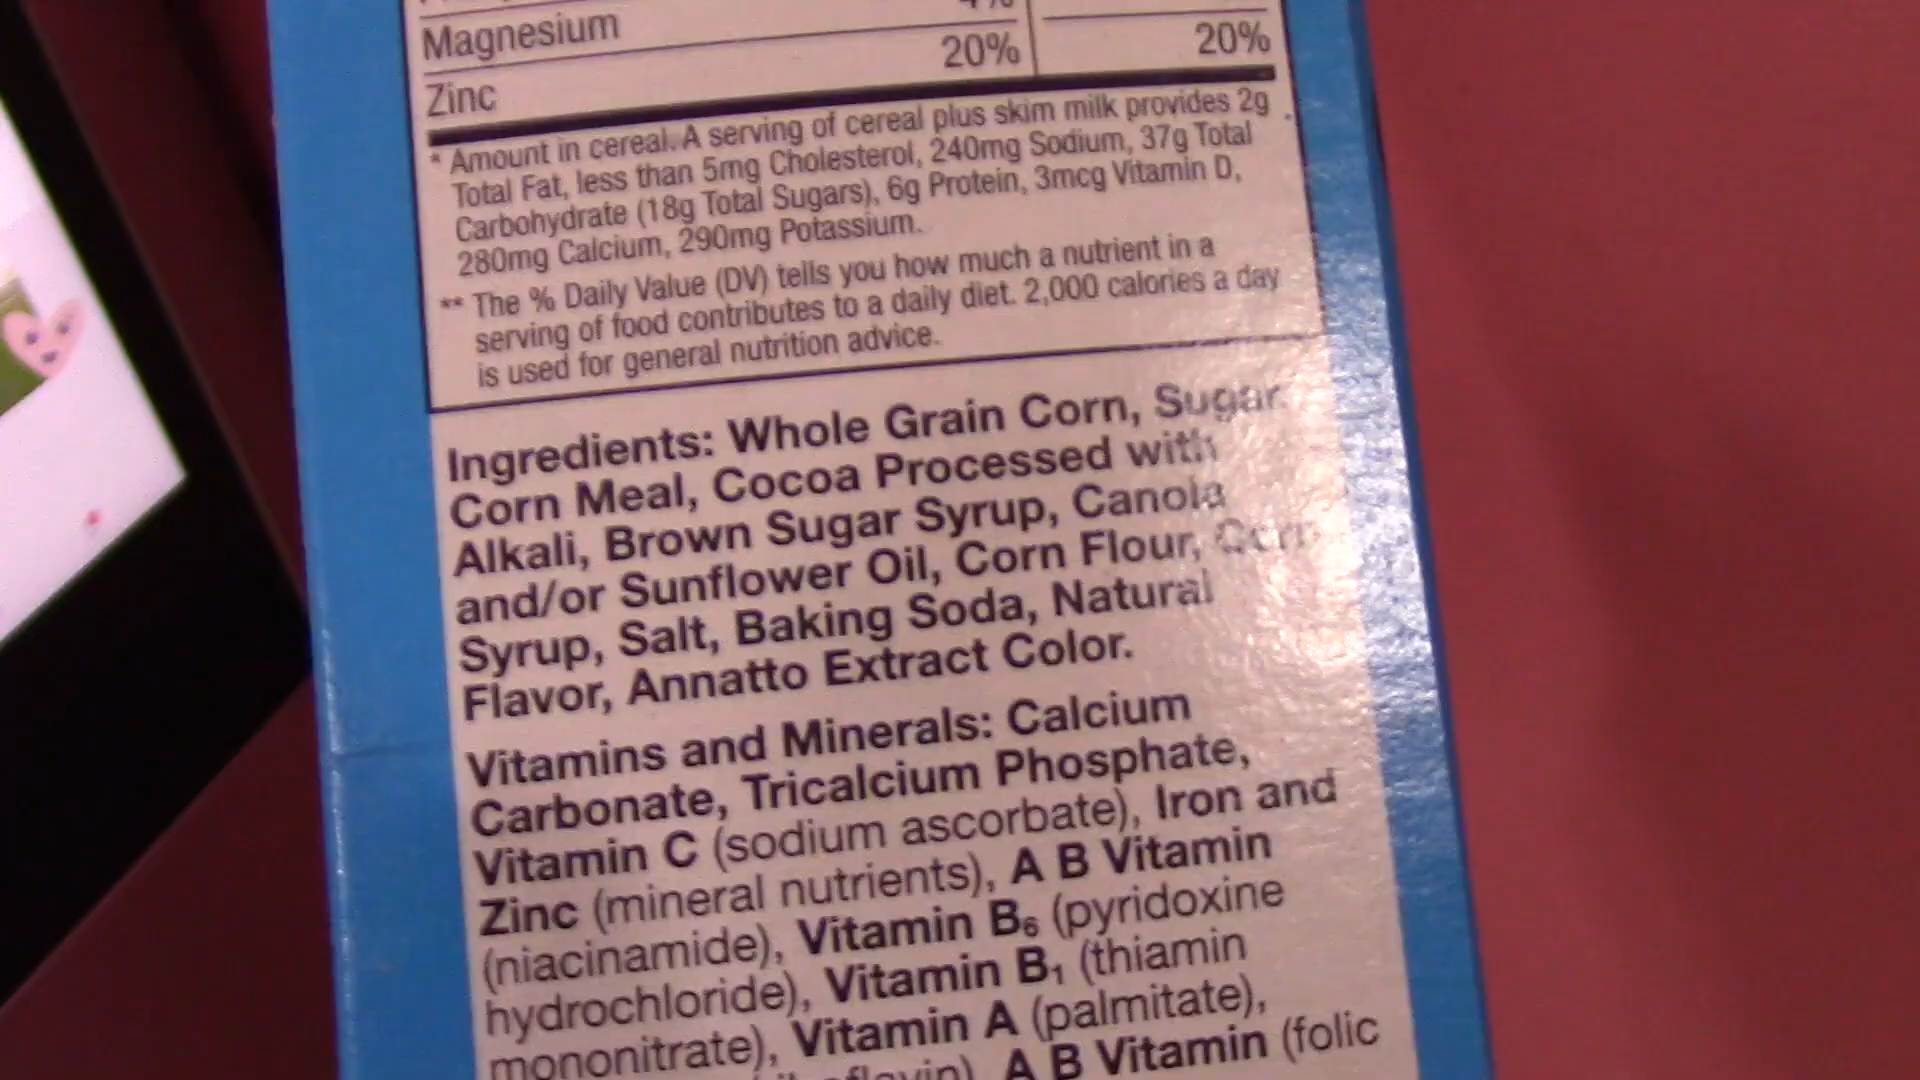 Magnesium 4%
Zinc 20% 20%
* Amount in cereal. A serving of cereal plus skim milk provides 2g
Total Fat, less than 5mg Cholesterol, 240mg Sodium, 37g Total
Carbohydrate (18g Total Sugars), 6g Protein, 3mcg Vitamin D,
280mg Calcium, 290mg Potassium.
** The % Daily Value (DV) tells you how much a nutrient in a
serving of food contributes to a daily diet. 2,000 calories a day
is used for general nutrition advice.
Ingredients: Whole Grain Corn, Sugar
Corn Meal, Cocoa Processed with
Alkali, Brown Sugar Syrup, Canola
and/or Sunflower Oil, Corn Flour, Corn
Syrup, Salt, Baking Soda, Natural
Flavor, Annatto Extract Color.
Vitamins and Minerals: Calcium
Carbonate, Tricalcium Phosphate,
Vitamin C (sodium ascorbate), Iron and
Zinc (mineral nutrients), A B Vitamin
(niacinamide), Vitamin B6 (pyridoxine
hydrochloride), Vitamin B1 (thiamin
mononitrate), Vitamin A (palmitate),
A B Vitamin (folic